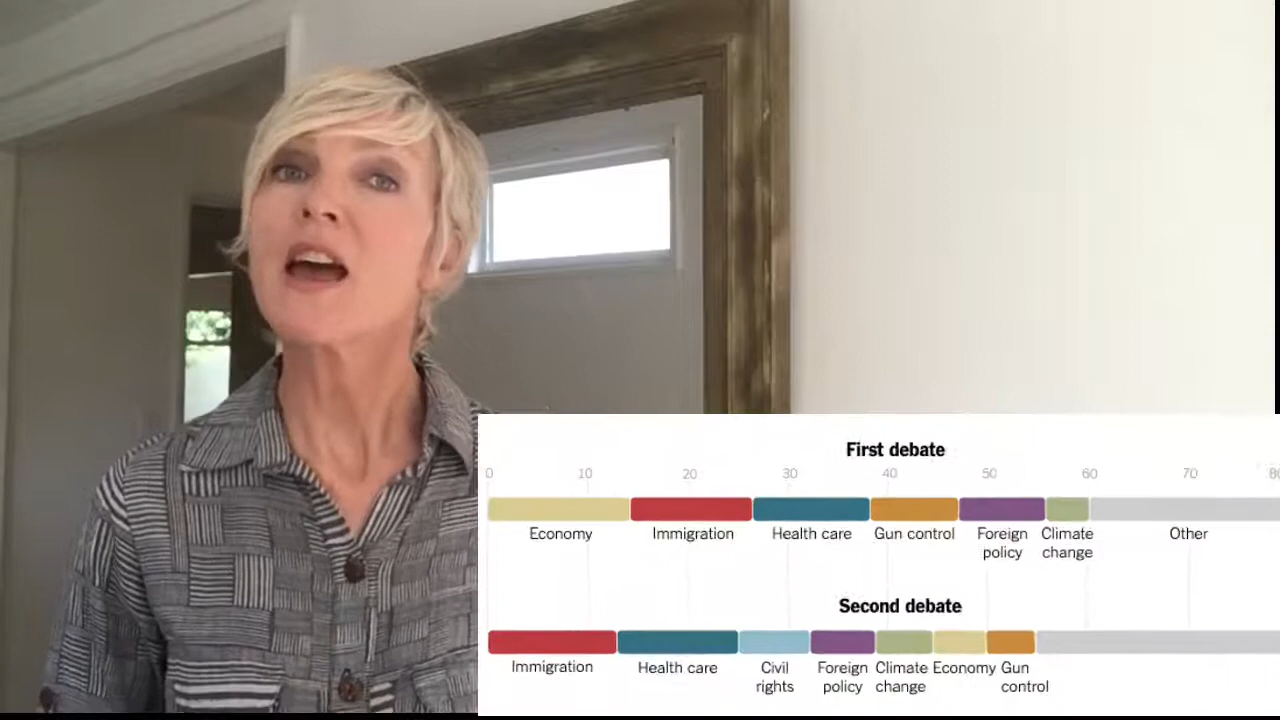 First debate
0 10 20 30 40 50 60 70 80
Economy Immigration Health care Gun control Foreign policy Climate change Other
Second debate
Immigration Health care Civil rights Foreign policy Climate change Economy Gun control